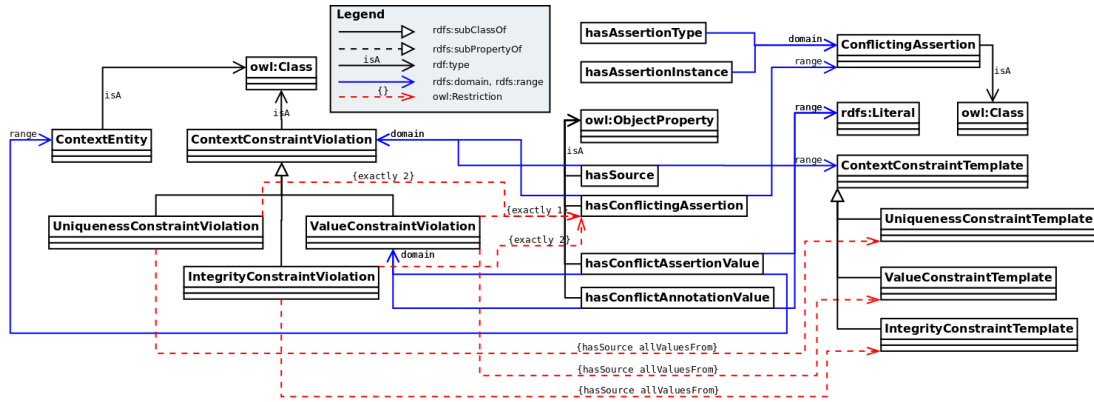 Legend
rdfs:subClassOf
rdfs:subPropertyOf
isA
rdf:type
rdfs:domain, rdfs:range
{}
owl:Restriction
hasAssertionType
hasAssertionInstance
domain
range
ConflictingAssertion
isA
owl:Class
isA
isA
owl:ObjectProperty
isA
range
rdfs:Literal
owl:Class
range
ContextEntity
ContextConstraintViolation
domain
range
ContextConstraintTemplate
{exactly 2}
hasSource
UniquenessConstraintViolation
ValueConstraintViolation
{exactly 1}
hasConflictingAssertion
UniquenessConstraintTemplate
{exactly 2}
domain
IntegrityConstraintViolation
hasConflictAssertionValue
ValueConstraintTemplate
hasConflictAnnotationValue
IntegrityConstraintTemplate
{hasSource allValuesFrom}
{hasSource allValuesFrom}
{hasSource allValuesFrom}